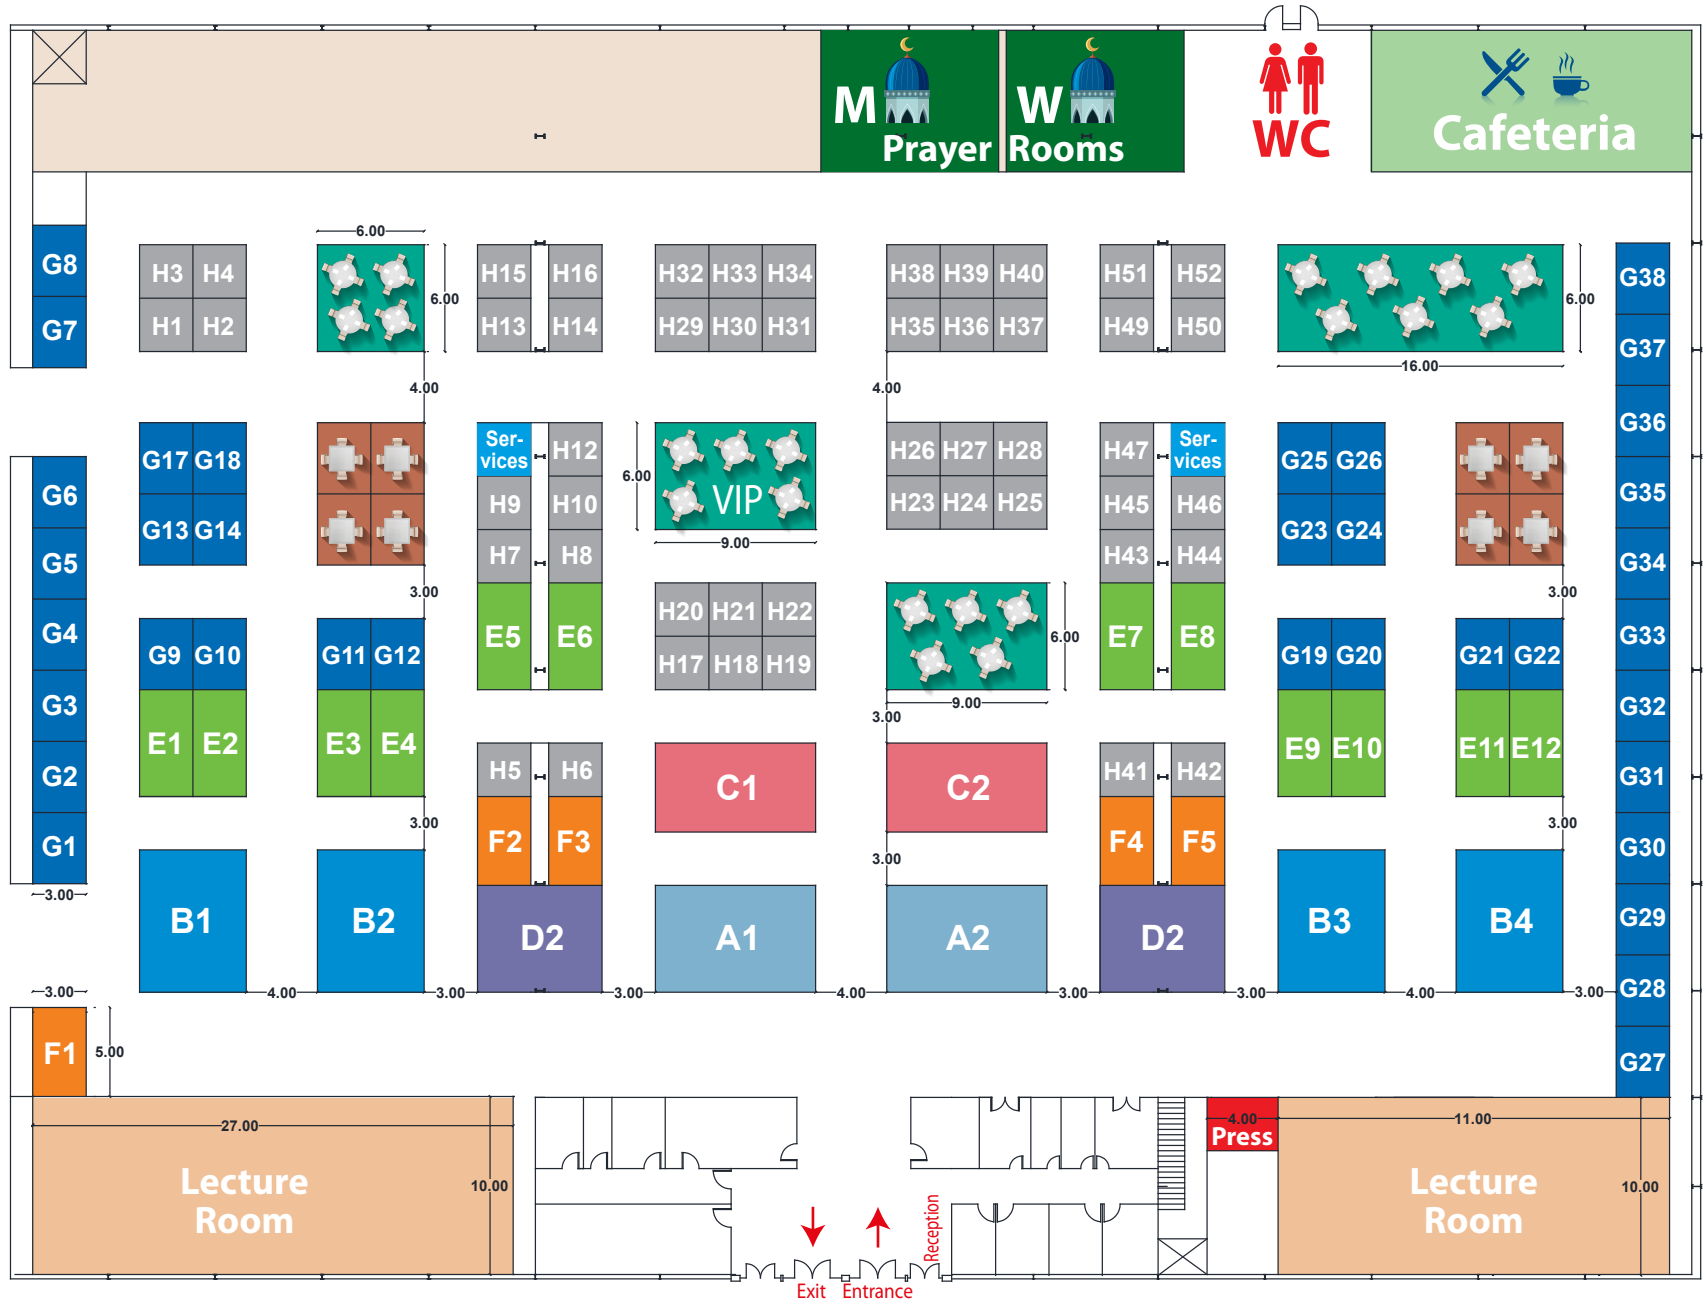 M
Prayer
W
Rooms
WC
Cafeteria
6.00
G8
H3 H4
H15 H16
H32 H33 H34
H38 H39 H40
H51 H52
G38
6.00
6.00
G7
H1 H2
H13 H14
H29 H30 H31
H35 H36 H37
H49 H50
G37
16.00
4.00
4.00
G36
Ser-
vices
H12
H26 H27 H28
H47
Ser-
vices
G17 G18
G25 G26
6.00
VIP
G6
H9 H10
H23 H24 H25
H45 H46
G35
G13 G14
G23 G24
9.00
G5
H7 H8
H43 H44
G34
3.00
3.00
H20 H21 H22
G4
E5 E6
6.00
E7 E8
G33
G9 G10
G11 G12
H17 H18 H19
G19 G20
G21 G22
9.00
G3
3.00
G32
E1 E2
E3 E4
E9 E10
E11 E12
G2
H5 H6
C1
C2
H41 H42
G31
3.00
3.00
G1
F2 F3
F4 F5
G30
3.00
3.00
B1
B2
D2
A1
A2
D2
B3
B4
G29
3.00
4.00
3.00
3.00
4.00
3.00
3.00
4.00
3.00
G28
F1
5.00
G27
27.00
4.00
11.00
Press
Lecture
Room
10.00
Lecture
Room
10.00
Reception
Exit
Entrance